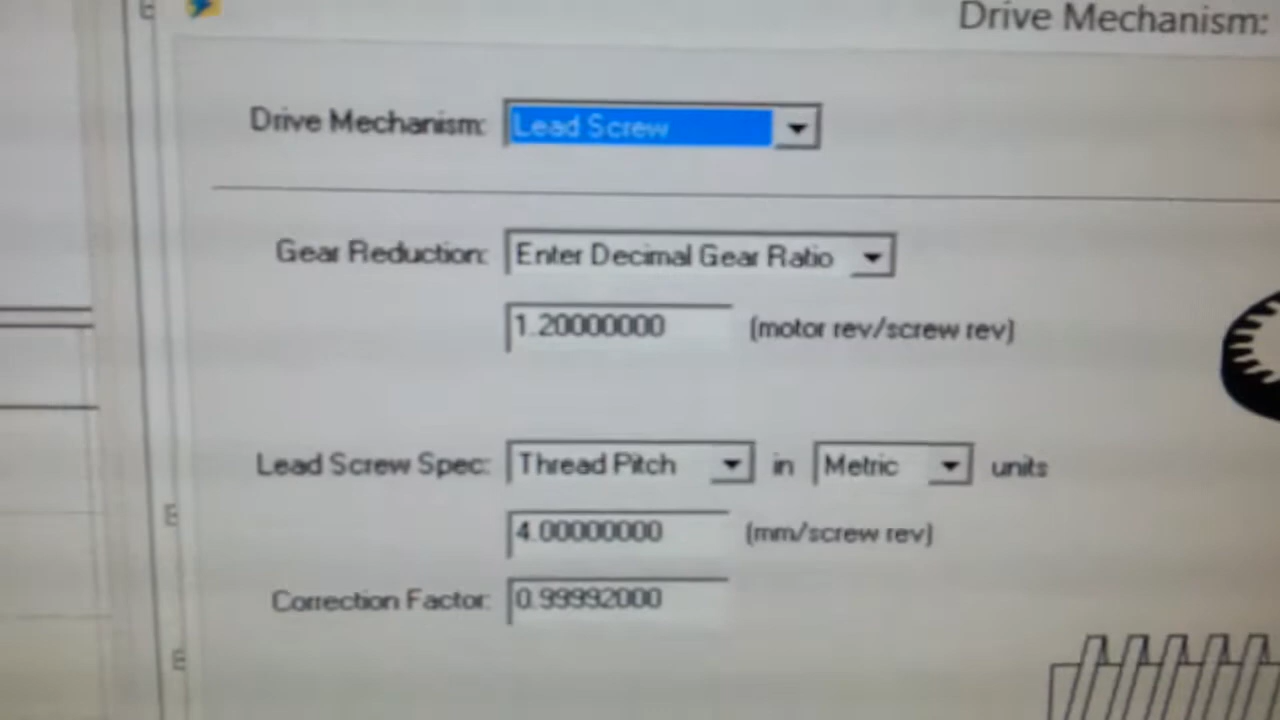 Drive Mechanism:
Drive Mechanism: Lead Screw
Gear Reduction: Enter Decimal Gear Ratio
1.20000000 (motor rev/screw rev)
Lead Screw Spec: Thread Pitch in Metric units
4.00000000 (mm/screw rev)
Correction Factor: 0.99992000